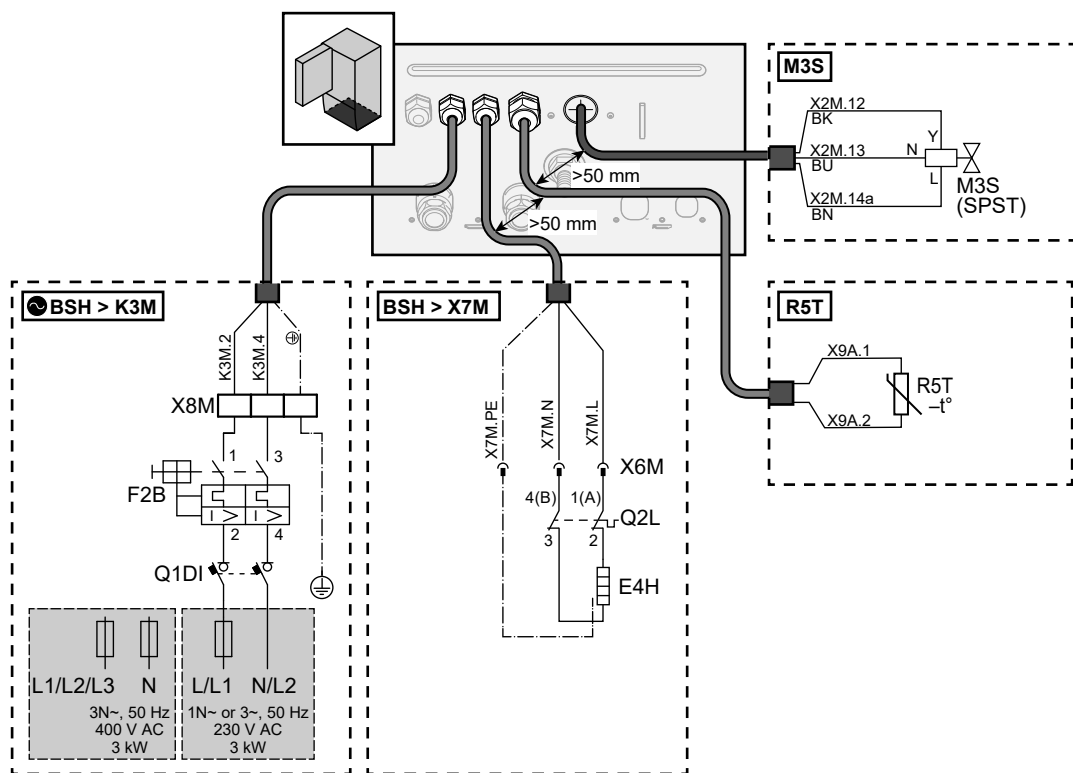 M3S
X2M.12
BK
Y
X2M.13
BU
N
L
X2M.14a
BN
M3S
(SPST)
>50 mm
>50 mm
BSH > K3M
K3M.2
K3M.4
X8M
1
3
F2B
I >
I >
2
4
Q1DI
L1/L2/L3
N
3N~, 50 Hz
400 V AC
3 kW
L/L1
N/L2
1N~ or 3~, 50 Hz
230 V AC
3 kW
BSH > X7M
X7M.PE
X7M.N
X7M.L
X6M
4(B)
1(A)
Q2L
3
2
E4H
R5T
X9A.1
R5T
–t°
X9A.2